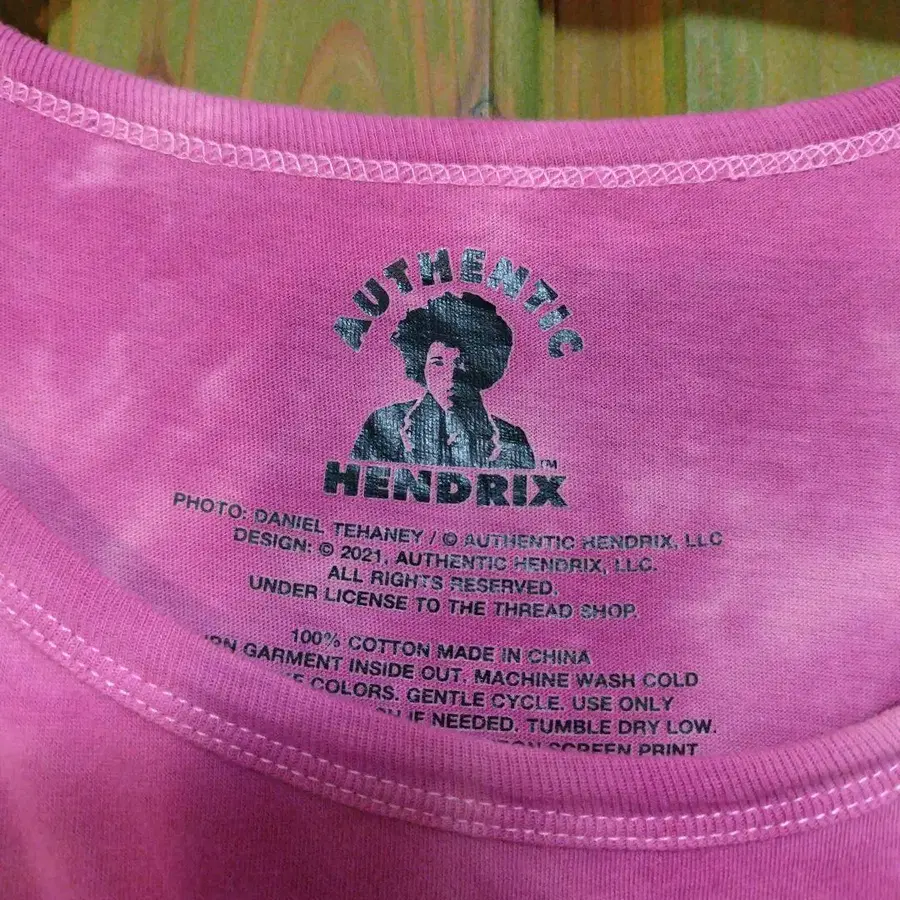 AUTHENTIC
HENDRIX™
PHOTO: DANIEL TEHANEY / © AUTHENTIC HENDRIX, LLC
DESIGN: © 2021, AUTHENTIC HENDRIX, LLC.
ALL RIGHTS RESERVED.
UNDER LICENSE TO THE THREAD SHOP.
100% COTTON MADE IN CHINA
GARMENT INSIDE OUT, MACHINE WASH COLD
COLORS. GENTLE CYCLE. USE ONLY
IF NEEDED. TUMBLE DRY LOW.
SCREEN PRINT